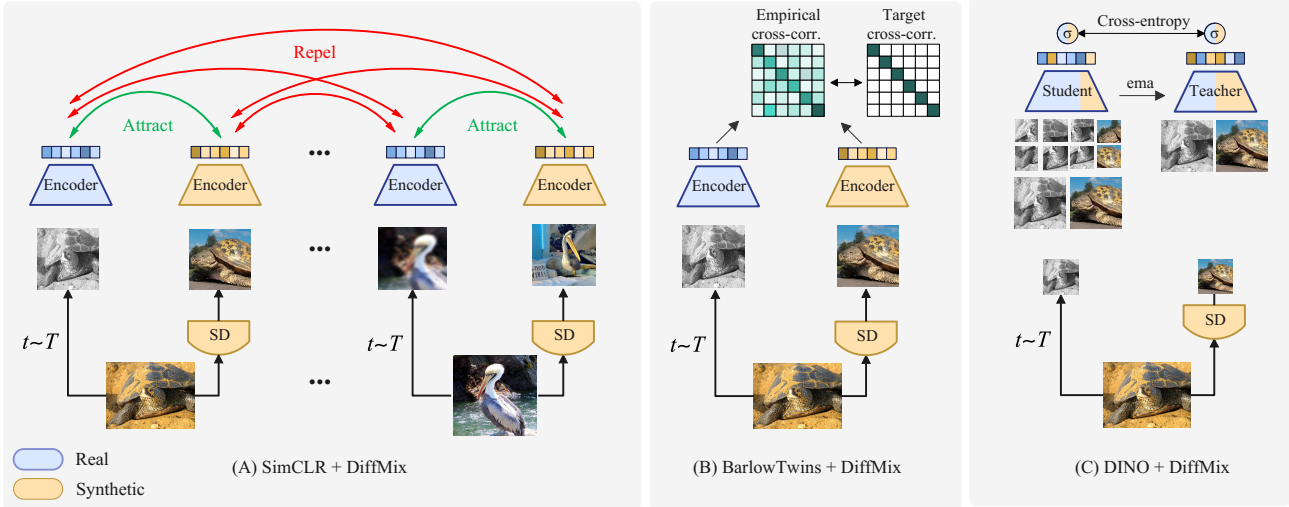 Repel
Attract
Attract
•••
Encoder
Encoder
Encoder
Encoder
•••
t~T
SD
t~T
SD
•••
Real
Synthetic
(A) SimCLR + DiffMix
Empirical
cross-corr.
Target
cross-corr.
Encoder
Encoder
t~T
SD
(B) BarlowTwins + DiffMix
Cross-entropy
σ
σ
Student
ema
Teacher
t~T
SD
(C) DINO + DiffMix